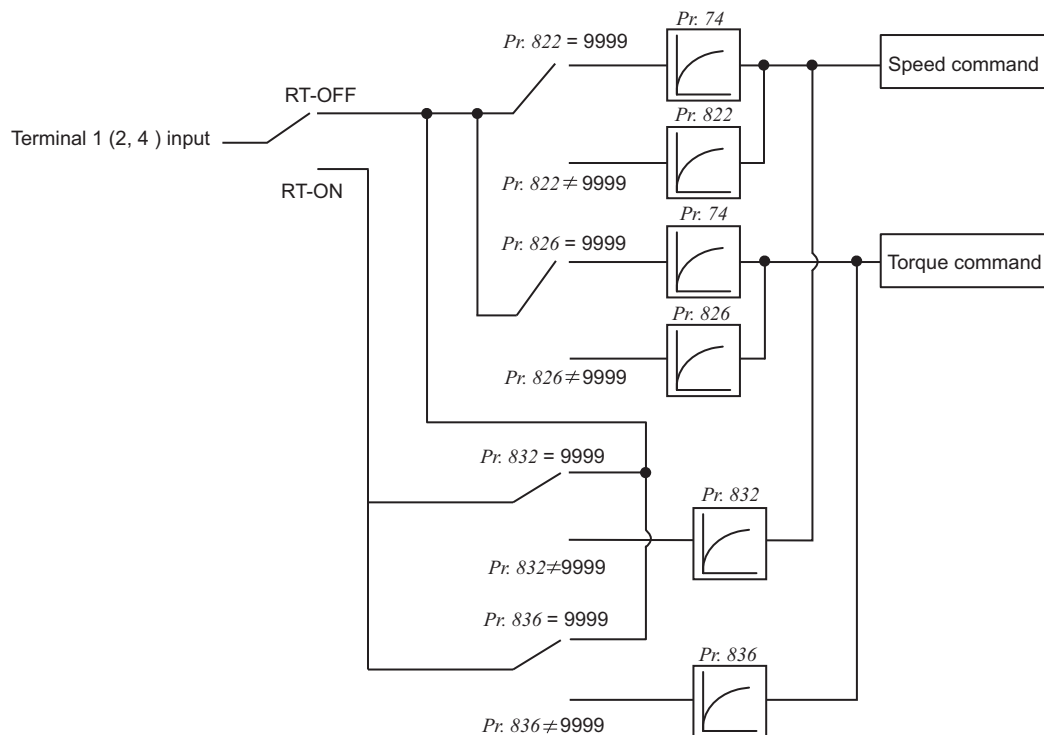 Pr. 74
Pr. 822 = 9999
Speed command
RT-OFF
Pr. 822
Terminal 1 (2, 4 ) input
Pr. 822≠ 9999
RT-ON
Pr. 74
Pr. 826 = 9999
Torque command
Pr. 826
Pr. 826≠9999
Pr. 832 = 9999
Pr. 832
Pr. 832≠9999
Pr. 836 = 9999
Pr. 836
Pr. 836≠9999